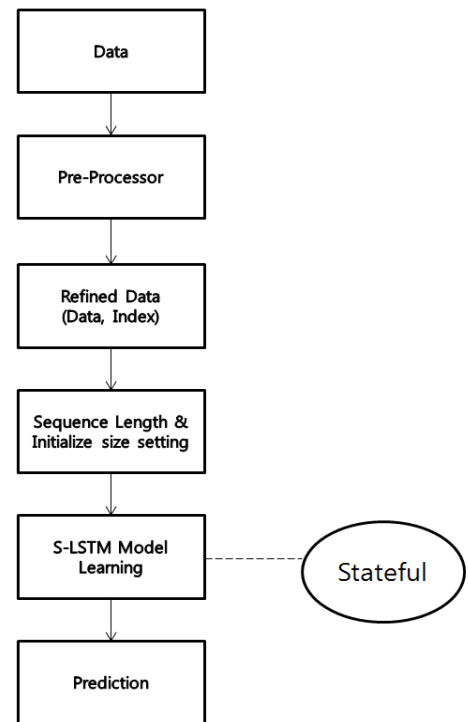 Data
Pre-Processor
Refined Data
(Data, Index)
Sequence Length &
Initialize size setting
S-LSTM Model
Learning
Stateful
Prediction